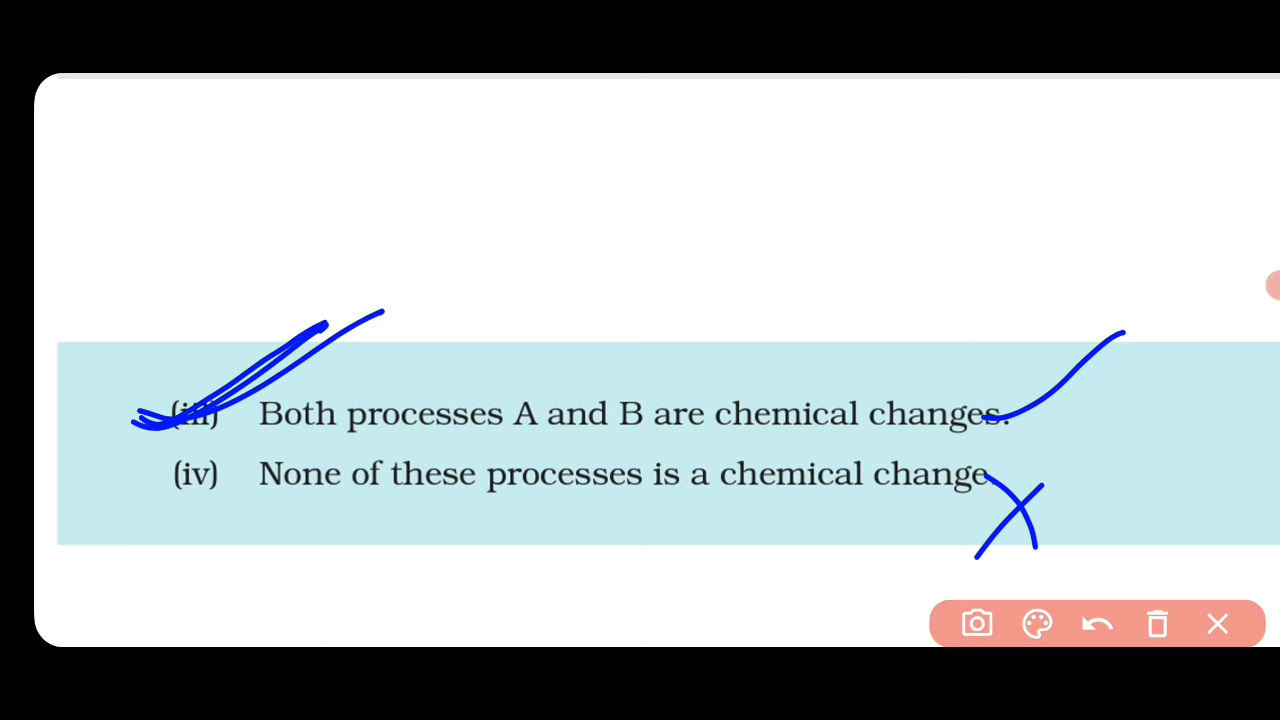 (iii) Both processes A and B are chemical changes.
(iv) None of these processes is a chemical change.